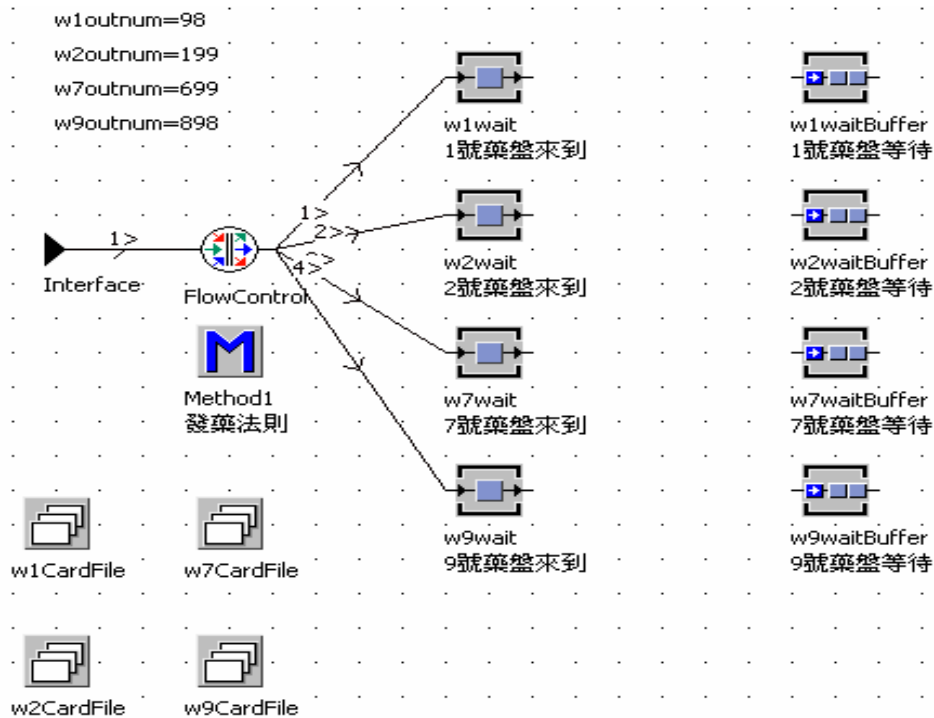 w1outnum=98
w2outnum=199
w7outnum=699
w9outnum=898
w1wait
1號藥盤來到
w1waitBuffer
1號藥盤等待
1>
1>
2>
4>
Interface
FlowControl
w2wait
2號藥盤來到
w2waitBuffer
2號藥盤等待
M
Method1
發藥法則
w7wait
7號藥盤來到
w7waitBuffer
7號藥盤等待
w9wait
9號藥盤來到
w9waitBuffer
9號藥盤等待
w1CardFile
w7CardFile
w2CardFile
w9CardFile